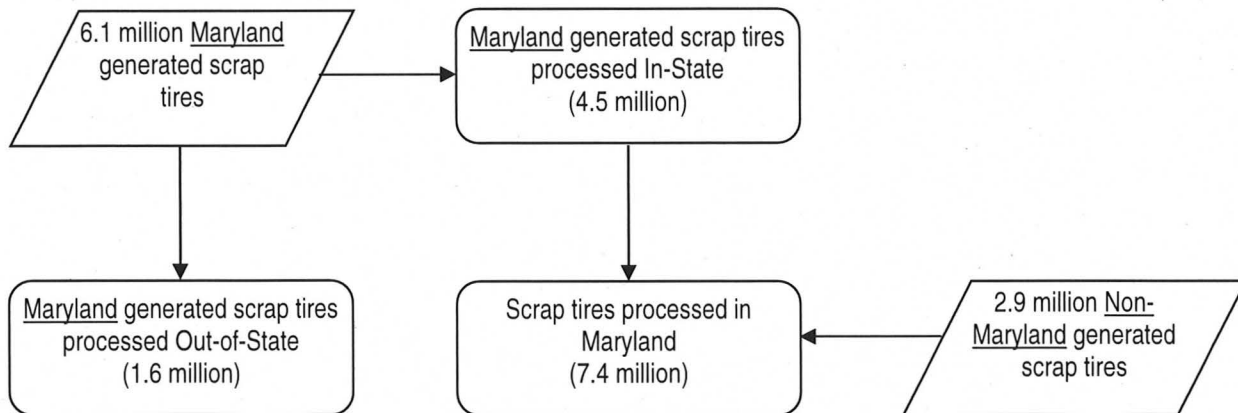 6.1 million Maryland
generated scrap
tires
Maryland generated scrap tires
processed In-State
(4.5 million)
Maryland generated scrap tires
processed Out-of-State
(1.6 million)
Scrap tires processed in
Maryland
(7.4 million)
2.9 million Non-
Maryland generated
scrap tires